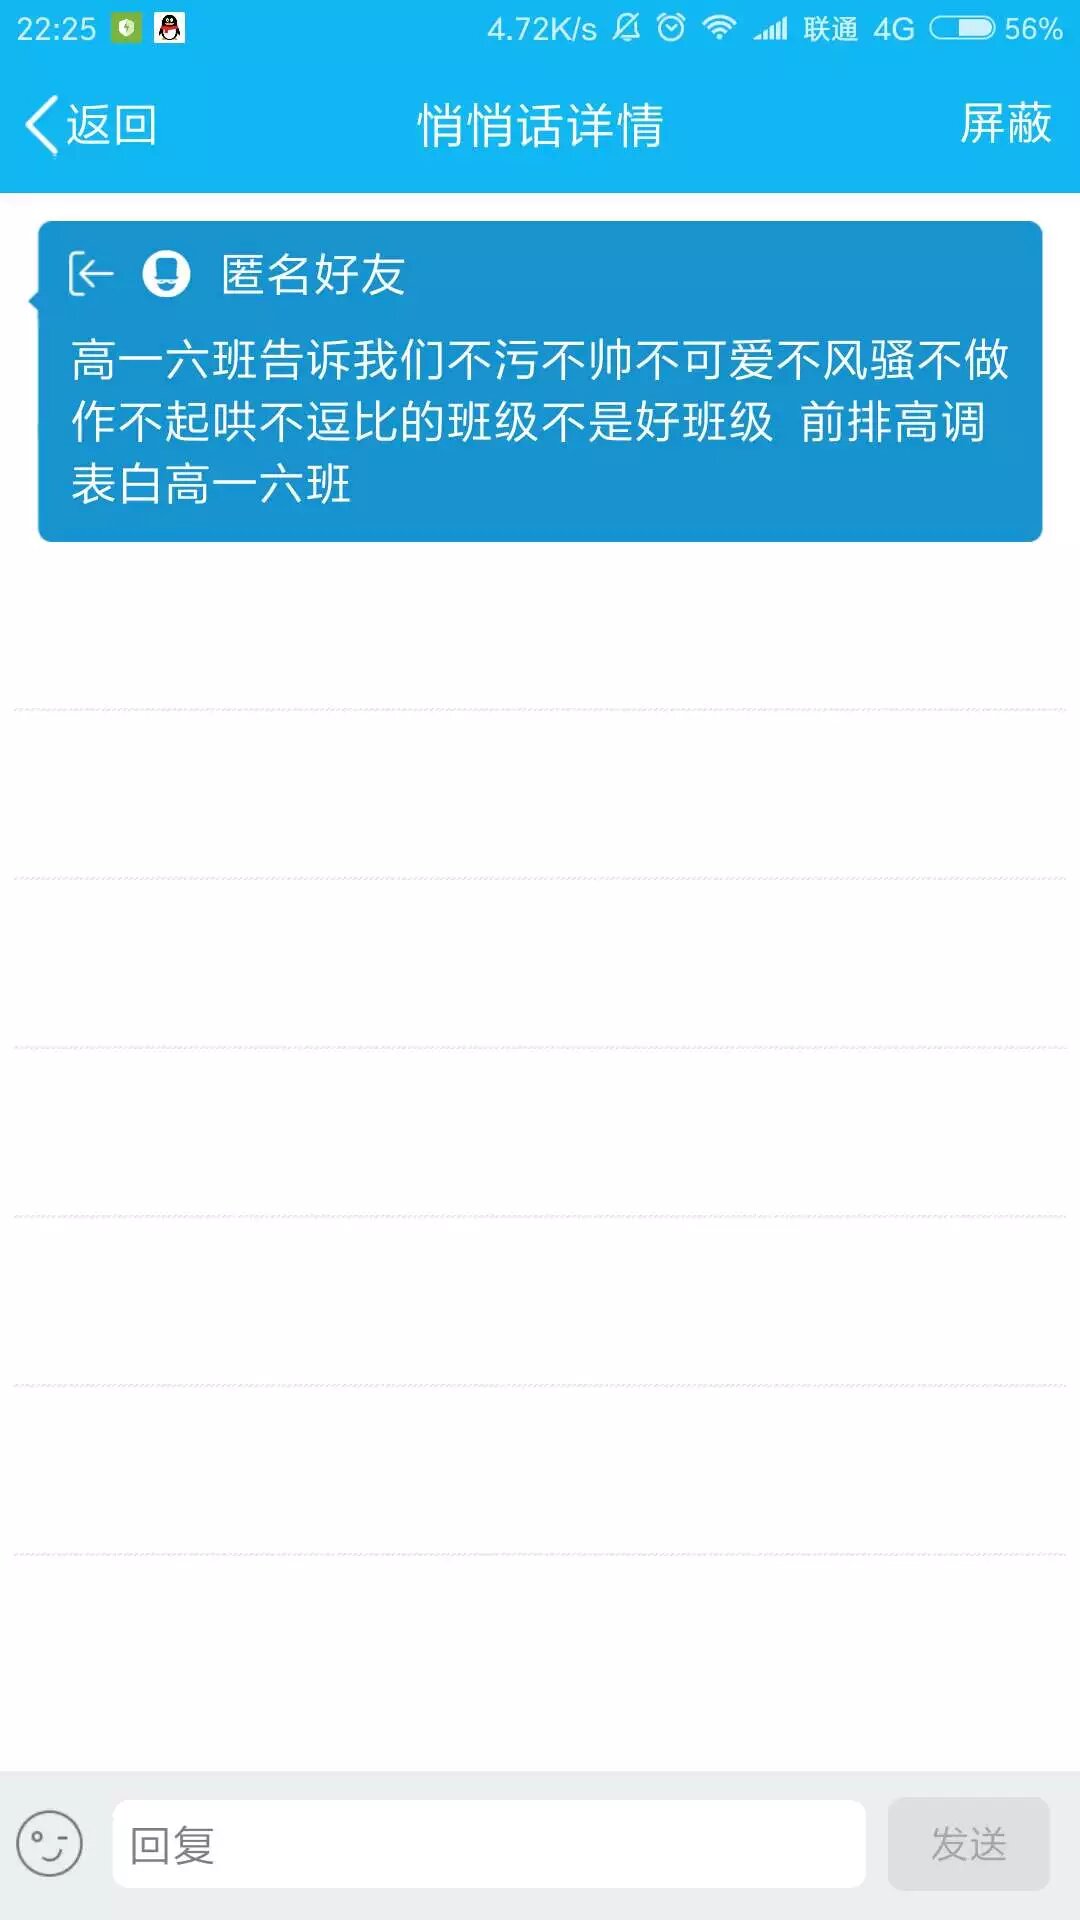 22:25 4.72K/s 联通 4G 56%
返回 悄悄话详情 屏蔽
匿名好友
高一六班告诉我们不污不帅不可爱不风骚不做
作不起哄不逗比的班级不是好班级 前排高调
表白高一六班
回复 发送